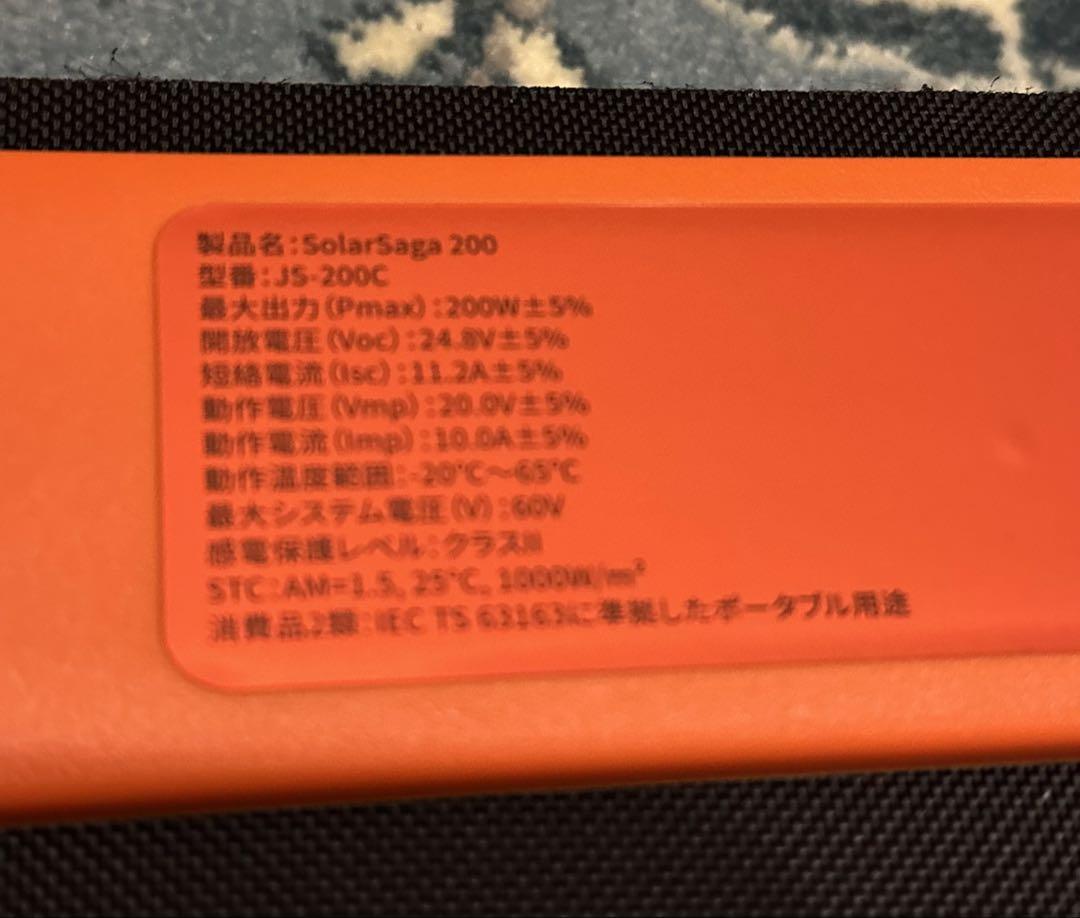 製品名：SolarSaga 200
型番：JS-200C
最大出力（Pmax）：200W±5%
開放電圧（Voc）：24.8V±5%
短絡電流（Isc）：11.2A±5%
動作電圧（Vmp）：20.0V±5%
動作電流（Imp）：10.0A±5%
動作温度範囲：-20°C～65°C
最大システム電圧（V）：60V
感電保護レベル：クラスII
STC：AM=1.5, 25°C, 1000W/m²
消費品2類：IEC TS 63163に準拠したポータブル用途